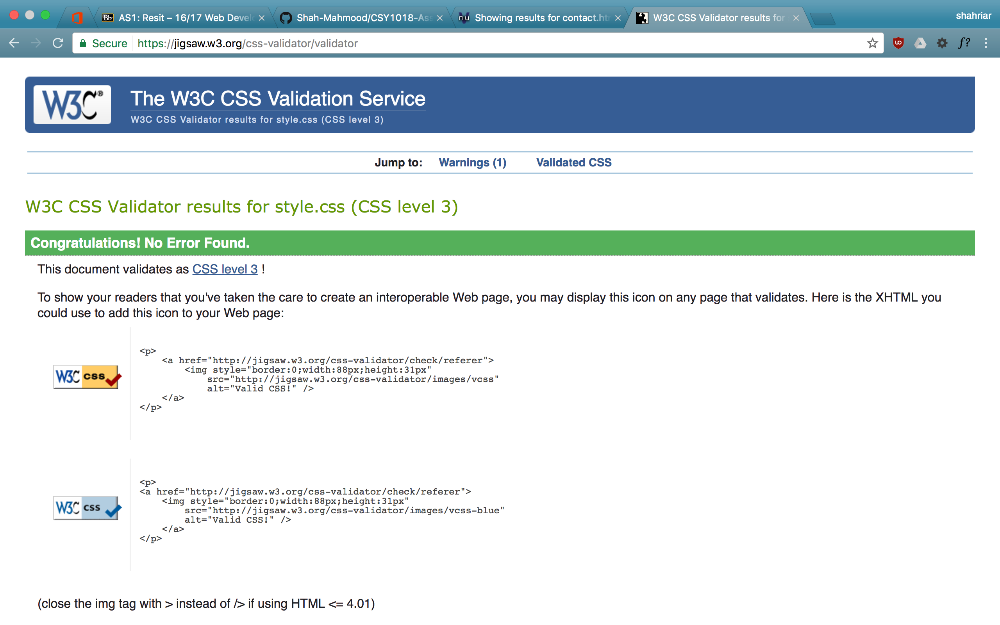 AS1: Resit – 16/17 Web Devel
Shah-Mahmood/CSY1018-Ass
nu
Showing results for contact.htm
W3C CSS Validator results for
shahriar
Bb
Secure
https://jigsaw.w3.org/css-validator/validator
f?
W3C®
The W3C CSS Validation Service
W3C CSS Validator results for style.css (CSS level 3)
Jump to: Warnings (1) Validated CSS
W3C CSS Validator results for style.css (CSS level 3)
Congratulations! No Error Found.
This document validates as CSS level 3 !
To show your readers that you've taken the care to create an interoperable Web page, you may display this icon on any page that validates. Here is the XHTML you
could use to add this icon to your Web page:
W3C css
<p>
<a href="http://jigsaw.w3.org/css-validator/check/referer">
<img style="border:0;width:88px;height:31px"
src="http://jigsaw.w3.org/css-validator/images/vcss"
alt="Valid CSS!" />
</a>
</p>
W3C css
<p>
<a href="http://jigsaw.w3.org/css-validator/check/referer">
<img style="border:0;width:88px;height:31px"
src="http://jigsaw.w3.org/css-validator/images/vcss-blue"
alt="Valid CSS!" />
</a>
</p>
(close the img tag with > instead of /> if using HTML <= 4.01)